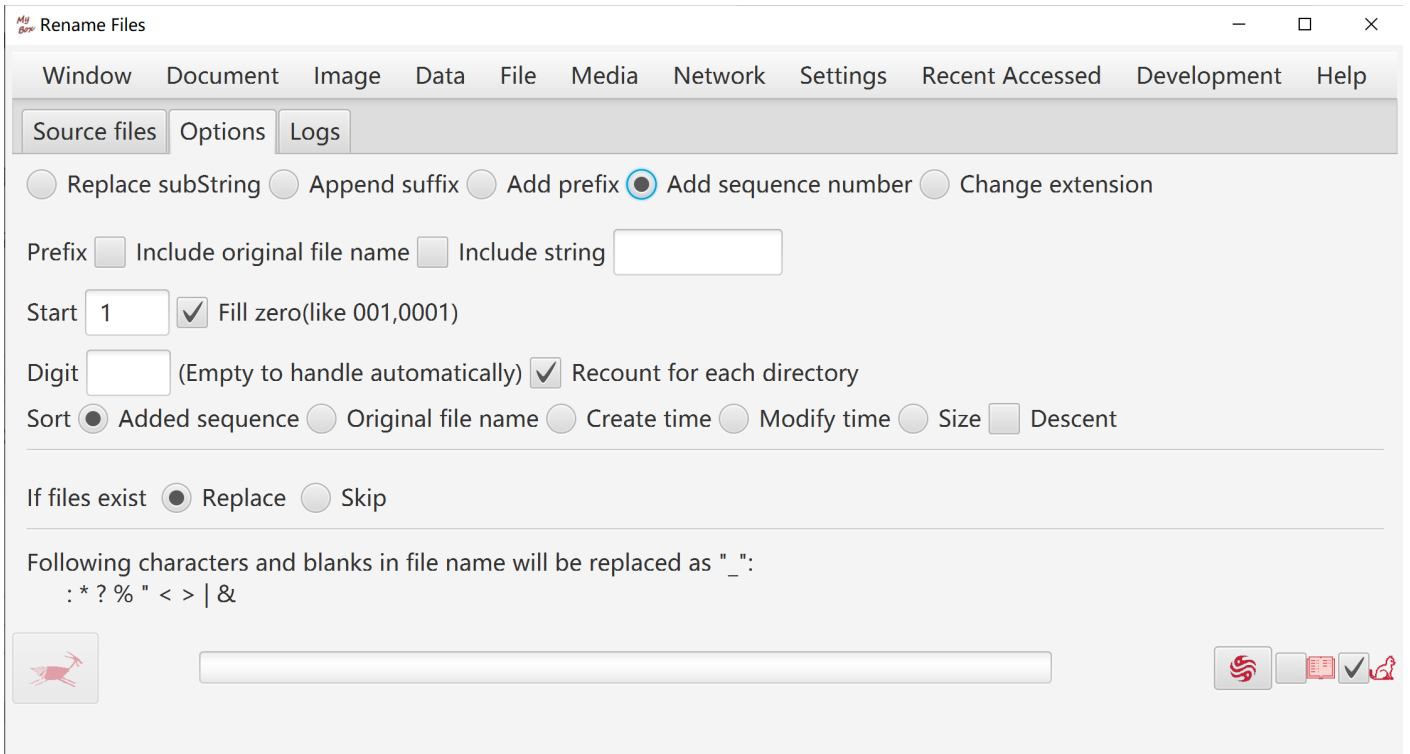 My Box Rename Files
Window Document Image Data File Media Network Settings Recent Accessed Development Help
Source files Options Logs
Replace subString Append suffix Add prefix Add sequence number Change extension
Prefix Include original file name Include string
Start 1 Fill zero(like 001,0001)
Digit (Empty to handle automatically) Recount for each directory
Sort Added sequence Original file name Create time Modify time Size Descent
If files exist Replace Skip
Following characters and blanks in file name will be replaced as "_":
: * ? % " < > | &